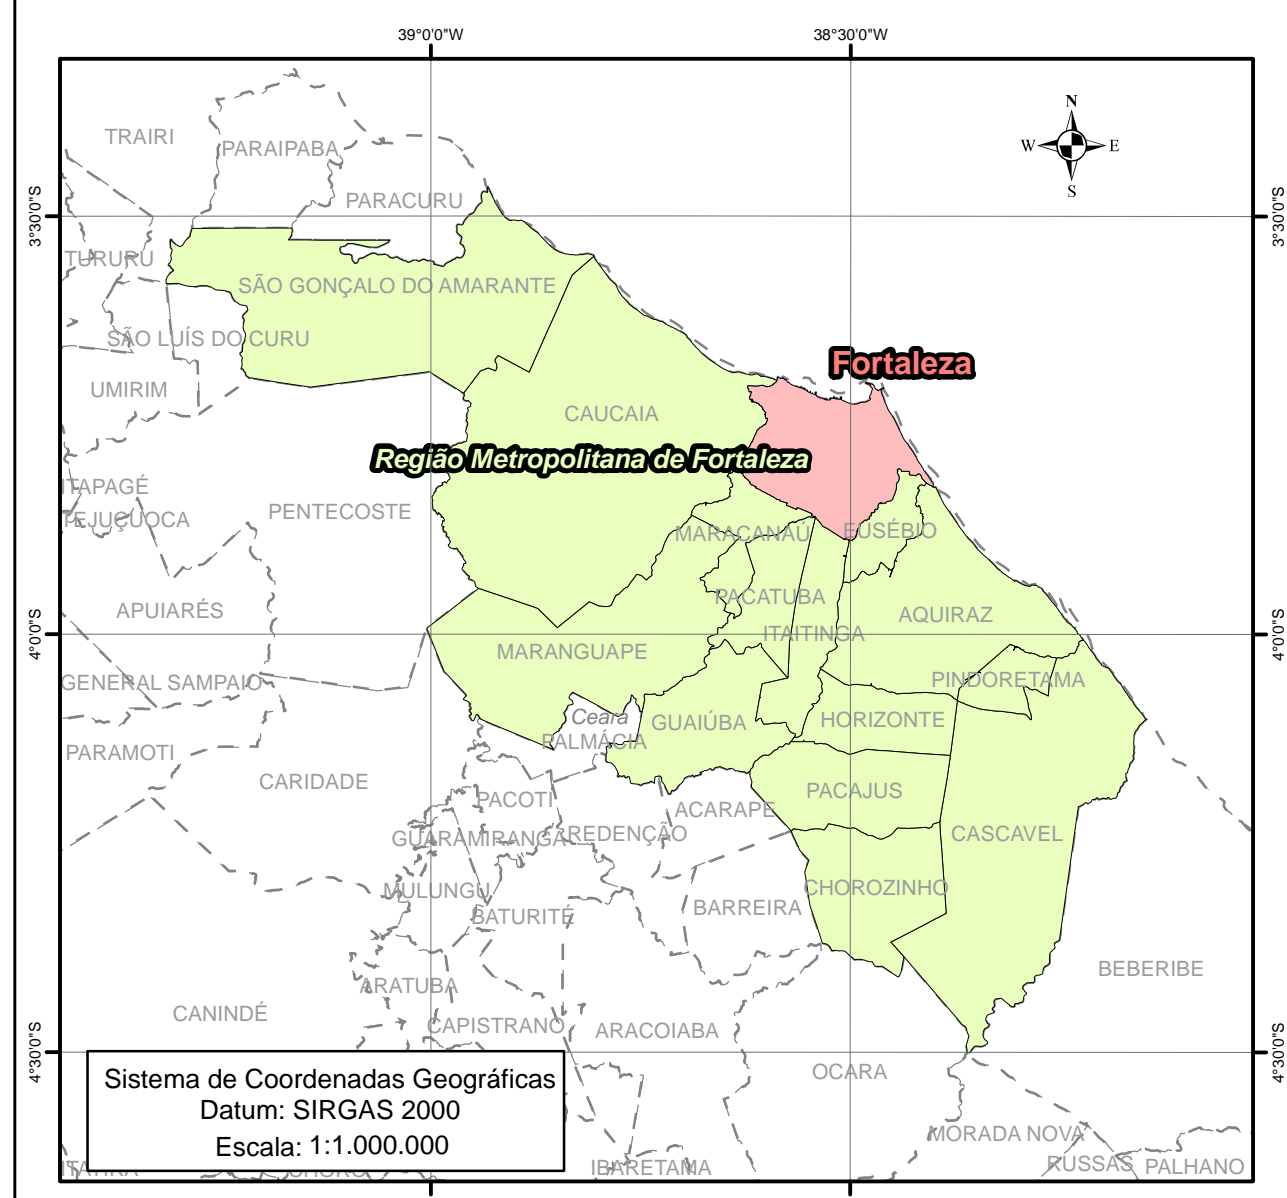 39°0'0"W
38°30'0"W
N
W
E
S
TRAIRI
PARAIPABA
PARACURU
3°30'0"S
3°30'0"S
TURURU
SÃO GONÇALO DO AMARANTE
SÃO LUÍS DO CURU
UMIRIM
Fortaleza
CAUCAIA
Região Metropolitana de Fortaleza
ITAPAGÉ
TEJUÇUOCA
PENTECOSTE
MARACANAÚ
EUSÉBIO
APUIARÉS
PACATUBA
AQUIRAZ
ITAITINGA
4°0'0"S
4°0'0"S
MARANGUAPE
GENERAL SAMPAIO
PINDORETAMA
Ceará
GUAIÚBA
HORIZONTE
PALMÁCIA
PARAMOTI
CARIDADE
PACOTI
PACAJUS
ACARAPE
GUARAMIRANGA
REDENÇÃO
CASCAVEL
MULUNGU
CHOROZINHO
BATURITÉ
BARREIRA
BEBERIBE
ARATUBA
CANINDÉ
CAPISTRANO
ARACOIABA
4°30'0"S
4°30'0"S
OCARA
Sistema de Coordenadas Geográficas
Datum: SIRGAS 2000
Escala: 1:1.000.000
MORADA NOVA
IBARETAMA
RUSSAS
PALHANO